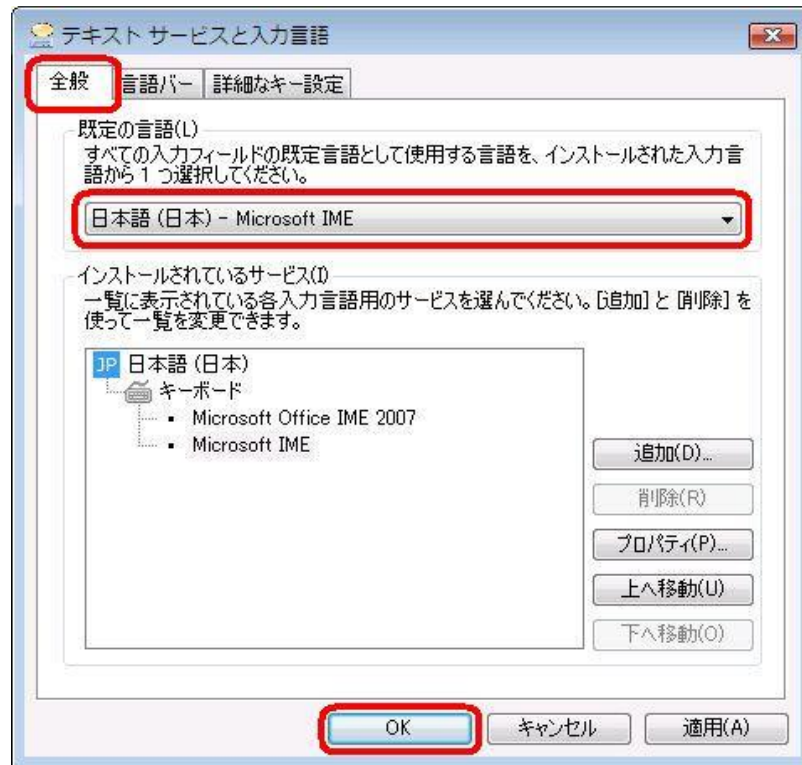 テキスト サービスと入力言語
全般
言語バー
詳細なキー設定
既定の言語(L)
すべての入力フィールドの既定言語として使用する言語を、インストールされた入力言
語から 1 つ選択してください。
日本語 (日本) - Microsoft IME
インストールされているサービス(I)
一覧に表示されている各入力言語用のサービスを選んでください。[追加] と [削除] を
使って一覧を変更できます。
JP 日本語 (日本)
キーボード
• Microsoft Office IME 2007
• Microsoft IME
追加(D)...
削除(R)
プロパティ(P)...
上へ移動(U)
下へ移動(O)
OK
キャンセル
適用(A)